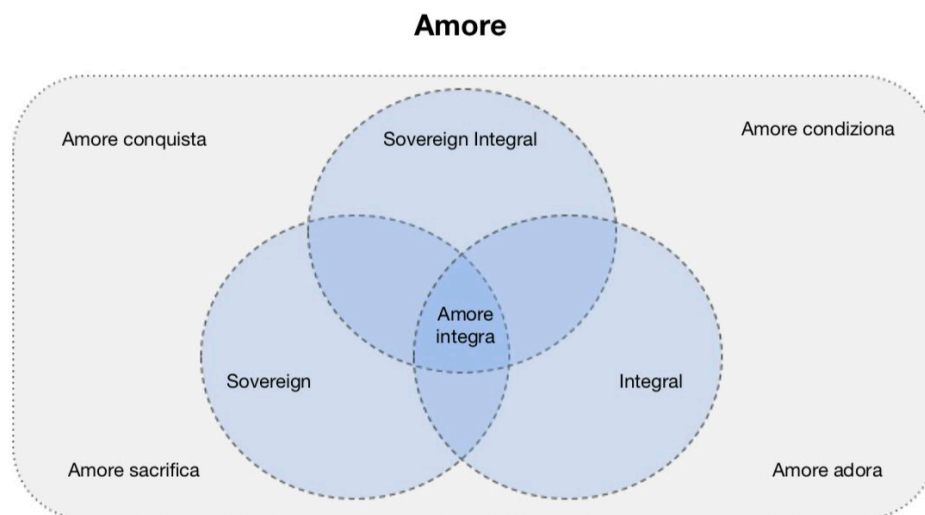 Amore
Amore conquista
Sovereign Integral
Amore condiziona
Amore
integra
Sovereign
Integral
Amore sacrifica
Amore adora